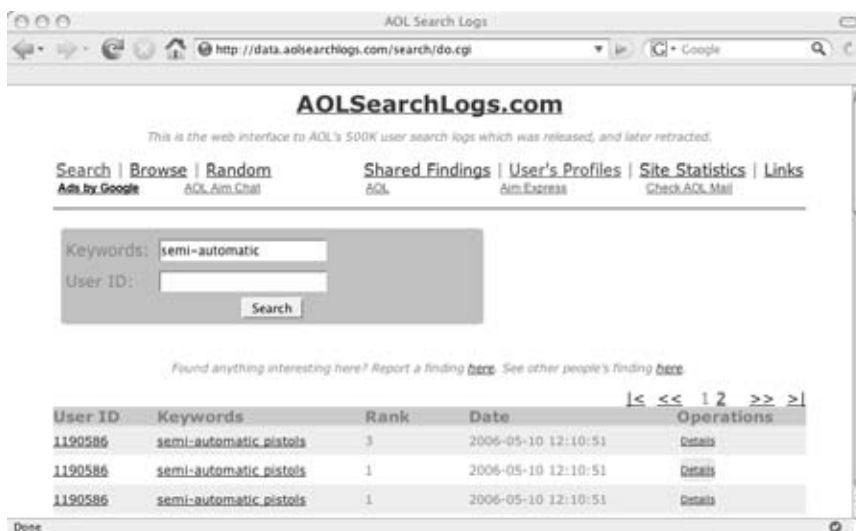 AOL Search Logs
http://data.aolsearchlogs.com/search/do.cgi
G Google
AOLSearchLogs.com
This is the web interface to AOL's 500K user search logs which was released, and later retracted.
Search | Browse | Random Shared Findings | User's Profiles | Site Statistics | Links
Ads by Google AOL Aim Chat AOL Aim Express Check AOL Mail
Keywords: semi-automatic
User ID:
Search
Found anything interesting here? Report a finding here. See other people's finding here.
|< << 1 2 >> >|
User ID Keywords Rank Date Operations
1190586 semi-automatic pistols 3 2006-05-10 12:10:51 Details
1190586 semi-automatic pistols 1 2006-05-10 12:10:51 Details
1190586 semi-automatic pistols 1 2006-05-10 12:10:51 Details
Done